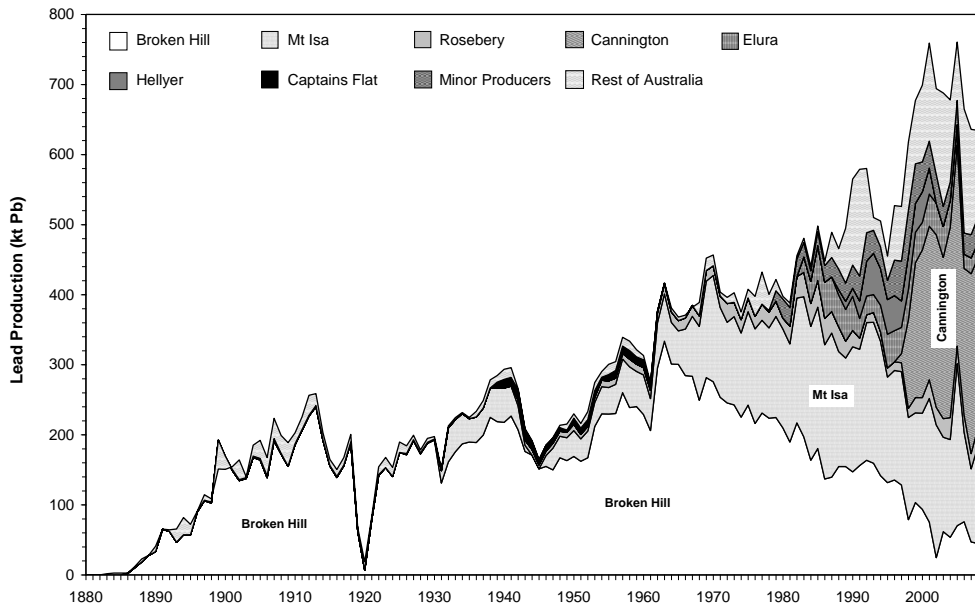 800
700
600
500
400
300
200
100
0
Lead Production (kt Pb)
Broken Hill
Mt Isa
Rosebery
Cannington
Elura
Hellyer
Captains Flat
Minor Producers
Rest of Australia
Cannington
Mt Isa
Broken Hill
Broken Hill
1880 1890 1900 1910 1920 1930 1940 1950 1960 1970 1980 1990 2000